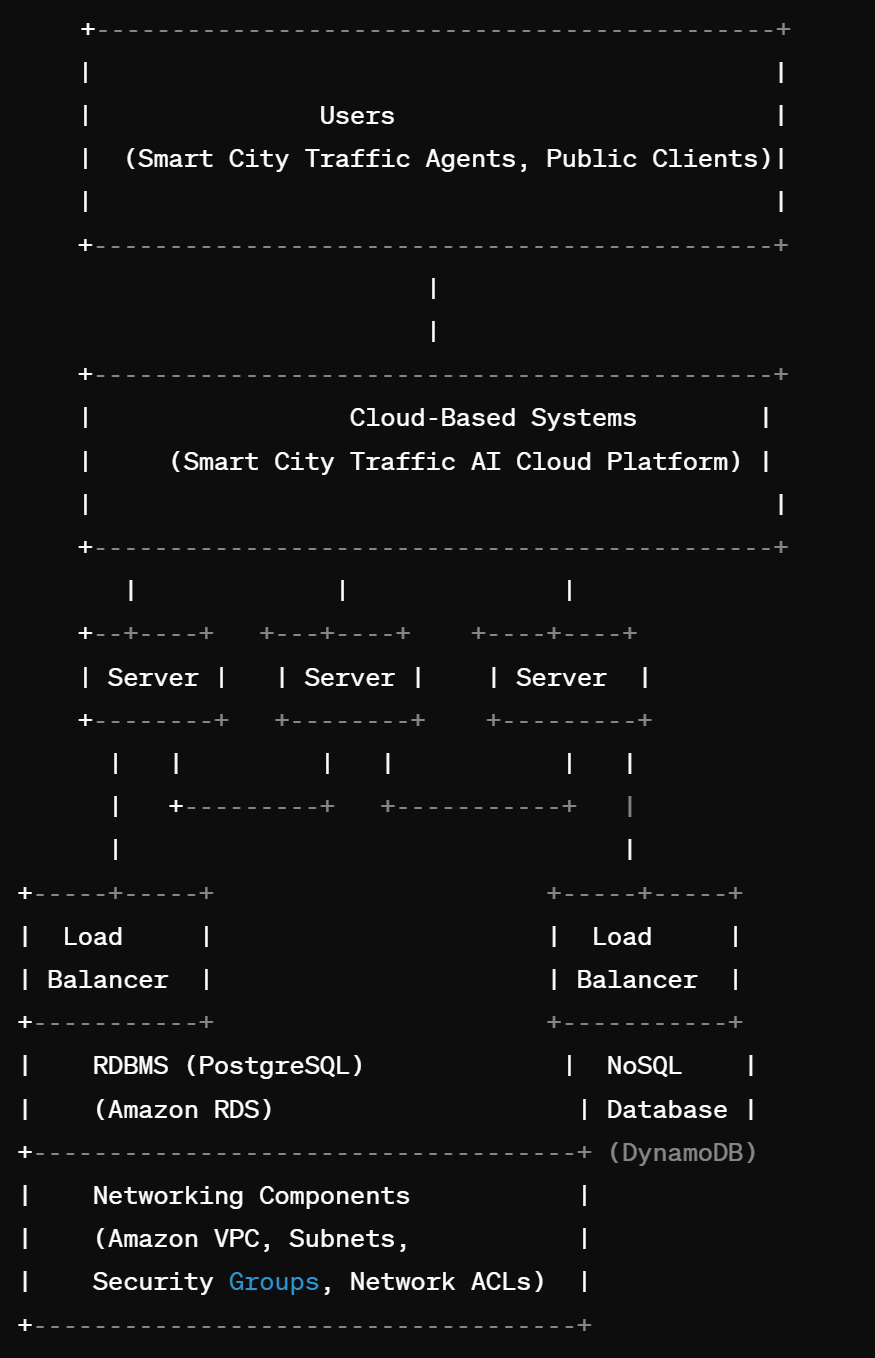 Users
(Smart City Traffic Agents, Public Clients)
Cloud-Based Systems
(Smart City Traffic AI Cloud Platform)
Server Server Server
Load Load
Balancer Balancer
RDBMS (PostgreSQL) NoSQL
(Amazon RDS) Database
(DynamoDB)
Networking Components
(Amazon VPC, Subnets,
Security Groups, Network ACLs)